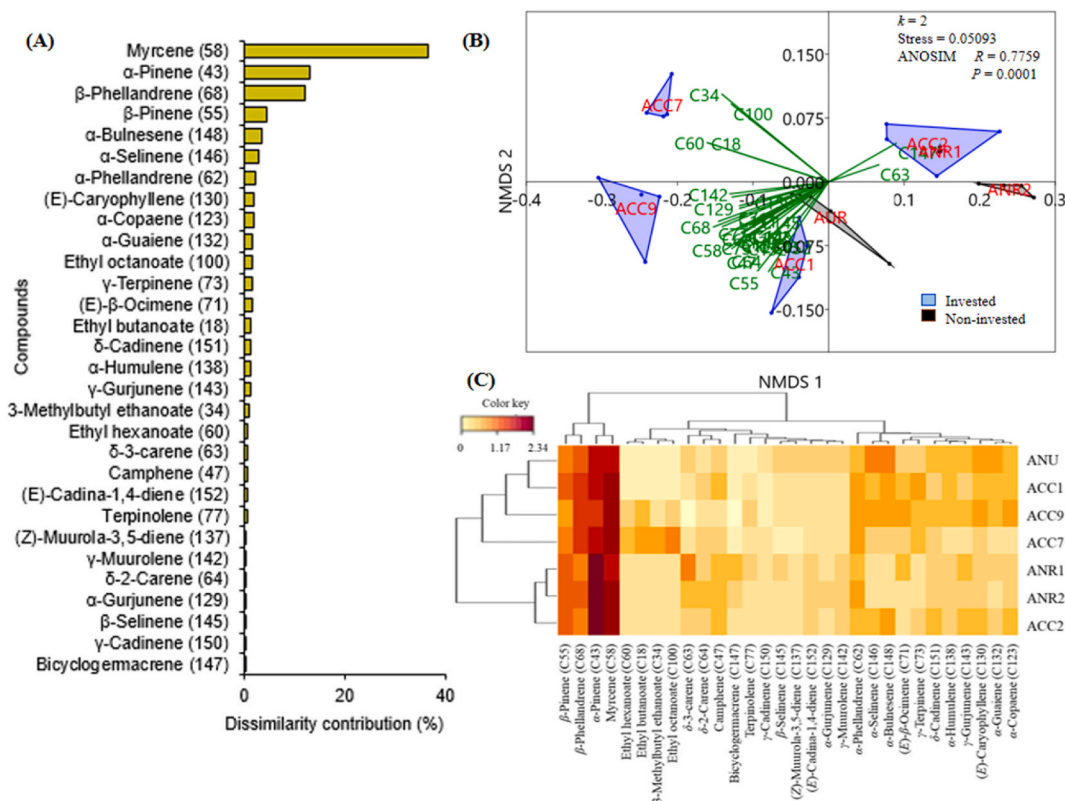 (A)
Compounds
Myrcene (58)
α-Pinene (43)
β-Phellandrene (68)
β-Pinene (55)
α-Bulnesene (148)
α-Selinene (146)
α-Phellandrene (62)
(E)-Caryophyllene (130)
α-Copaene (123)
α-Guaiene (132)
Ethyl octanoate (100)
γ-Terpinene (73)
(E)-β-Ocimene (71)
Ethyl butanoate (18)
δ-Cadinene (151)
α-Humulene (138)
γ-Gurjunene (143)
3-Methylbutyl ethanoate (34)
Ethyl hexanoate (60)
δ-3-carene (63)
Camphene (47)
(E)-Cadina-1,4-diene (152)
Terpinolene (77)
(Z)-Muurola-3,5-diene (137)
γ-Muurolene (142)
δ-2-Carene (64)
α-Gurjunene (129)
β-Selinene (145)
γ-Cadinene (150)
Bicyclogermacrene (147)
0 20 40
Dissimilarity contribution (%)
(B)
k = 2
Stress = 0.05093
ANOSIM R = 0.7759
P = 0.0001
NMDS 2
0.150
0.075
0.000
-0.075
-0.150
-0.3 -0.2 0.1 0.2 0.3
ACC7
C34
C100
C60 C18
ACC2
ANR1
C63
ANR2
ACC9
C142
C129
C68
AUR
C58
C47
ACC1
C43
C55
Invested
Non-invested
NMDS 1
(C)
Color key
0 1.17 2.34
ANU
ACC1
ACC9
ACC7
ANR1
ANR2
ACC2
β-Pinene (C55)
β-Phellandrene (C68)
α-Pinene (C43)
Myrcene (C58)
Ethyl hexanoate (C60)
Ethyl butanoate (C18)
3-Methylbutyl ethanoate (C34)
Ethyl octanoate (C100)
δ-3-carene (C63)
δ-2-Carene (C64)
Camphene (C47)
Bicyclogermacrene (C147)
Terpinolene (C77)
γ-Cadinene (C150)
β-Selinene (C145)
(Z)-Muurola-3,5-diene (C137)
(E)-Cadina-1,4-diene (C152)
α-Gurjunene (C129)
γ-Muurolene (C142)
α-Phellandrene (C62)
α-Selinene (C146)
α-Bulnesene (C148)
(E)-β-Ocimene (C71)
γ-Terpinene (C73)
δ-Cadinene (C151)
α-Humulene (C138)
γ-Gurjunene (C143)
(E)-Caryophyllene (C130)
α-Guaiene (C132)
α-Copaene (C123)